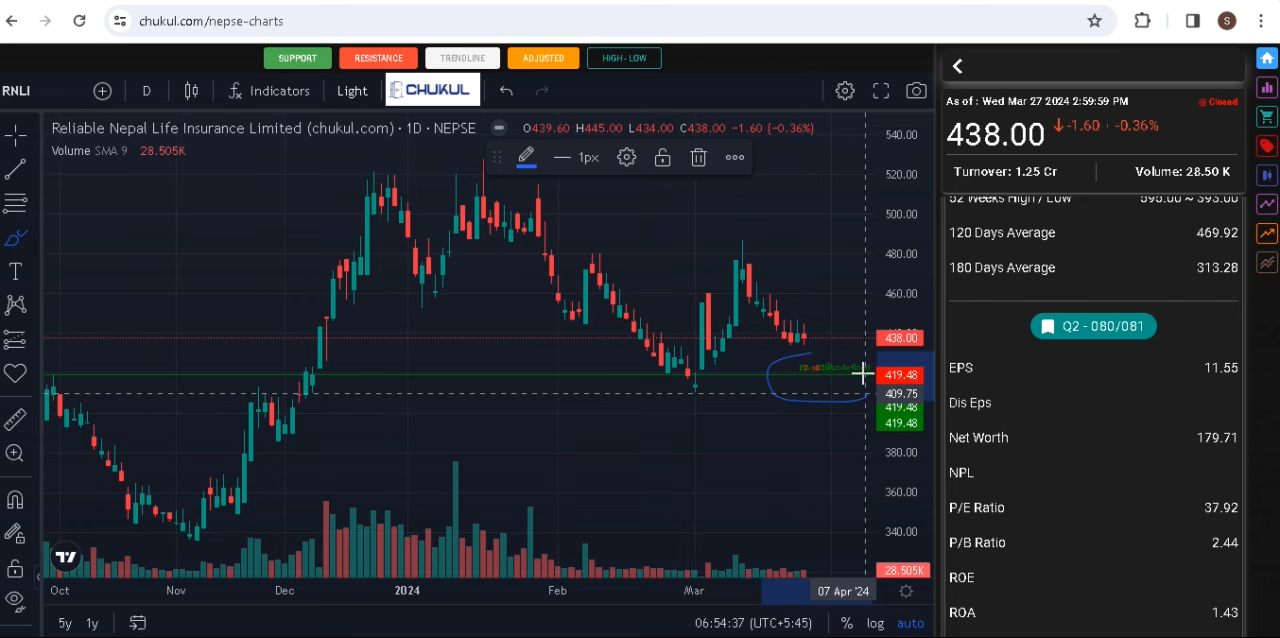 chukul.com/nepse-charts
S
SUPPORT RESISTANCE TRENDLINE ADJUSTED HIGH - LOW
RNLI D Indicators Light CHUKUL
Reliable Nepal Life Insurance Limited (chukul.com) · 1D · NEPSE O439.60 H445.00 L434.00 C438.00 -1.60 (-0.36%)
Volume SMA 9 28.505K
1px
540.00
520.00
500.00
480.00
460.00
438.00
419.48
409.75
419.48
419.48
380.00
360.00
340.00
28.505K
Oct Nov Dec 2024 Feb Mar 07 Apr '24
5y 1y 06:54:37 (UTC+5:45) % log auto
As of : Wed Mar 27 2024 2:59:59 PM Closed
438.00 -1.60 -0.36%
Turnover: 1.25 Cr Volume: 28.50 K
52 Weeks High / Low 595.00 ~ 393.00
120 Days Average 469.92
180 Days Average 313.28
Q2 - 080/081
EPS 11.55
Dis Eps
Net Worth 179.71
NPL
P/E Ratio 37.92
P/B Ratio 2.44
ROE
ROA 1.43